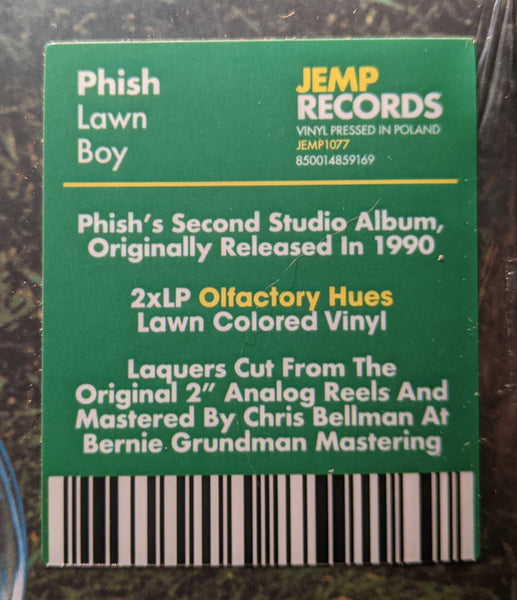 Phish
Lawn
Boy
JEMP
RECORDS
VINYL PRESSED IN POLAND
JEMP1077
850014859169
Phish's Second Studio Album,
Originally Released In 1990
2xLP Olfactory Hues
Lawn Colored Vinyl
Laquers Cut From The
Original 2” Analog Reels And
Mastered By Chris Bellman At
Bernie Grundman Mastering